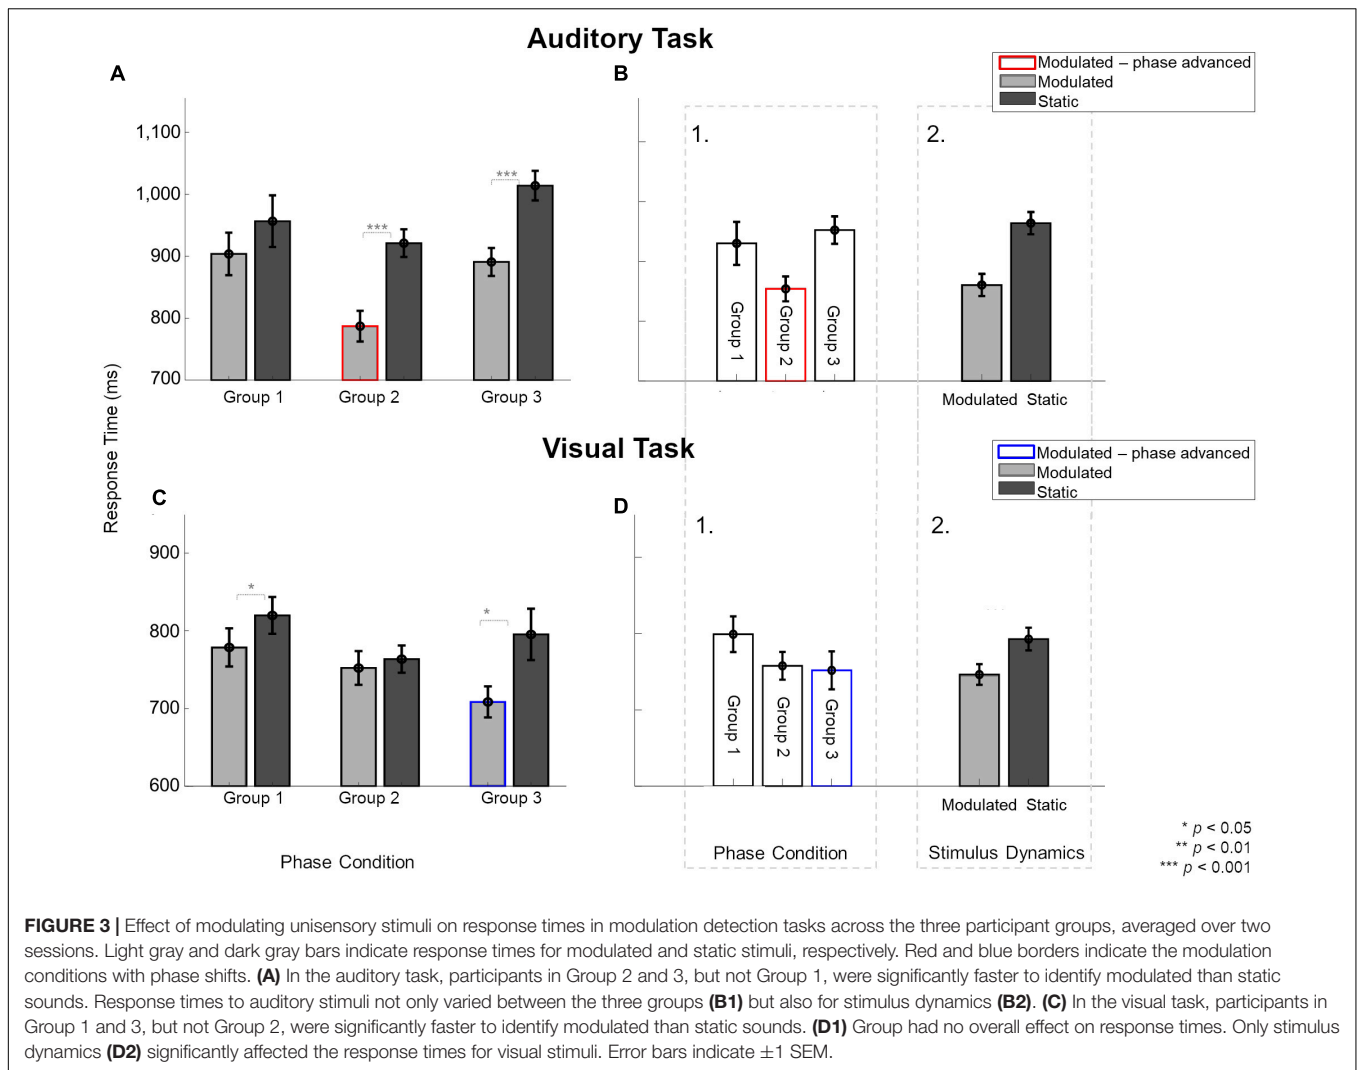 Auditory Task
A
B
Modulated – phase advanced
Modulated
Static
1.
2.
1,100
1,000
900
800
700
***
***
Group 1
Group 2
Group 3
Group 1
Group 2
Group 3
Modulated Static
Response Time (ms)
Visual Task
Modulated – phase advanced
Modulated
Static
C
D
1.
2.
900
800
700
600
*
*
Group 1
Group 2
Group 3
Group 1
Group 2
Group 3
Modulated Static
Phase Condition
Phase Condition
Stimulus Dynamics
* p < 0.05
** p < 0.01
*** p < 0.001
FIGURE 3 | Effect of modulating unisensory stimuli on response times in modulation detection tasks across the three participant groups, averaged over two
sessions. Light gray and dark gray bars indicate response times for modulated and static stimuli, respectively. Red and blue borders indicate the modulation
conditions with phase shifts. (A) In the auditory task, participants in Group 2 and 3, but not Group 1, were significantly faster to identify modulated than static
sounds. Response times to auditory stimuli not only varied between the three groups (B1) but also for stimulus dynamics (B2). (C) In the visual task, participants in
Group 1 and 3, but not Group 2, were significantly faster to identify modulated than static sounds. (D1) Group had no overall effect on response times. Only stimulus
dynamics (D2) significantly affected the response times for visual stimuli. Error bars indicate ±1 SEM.